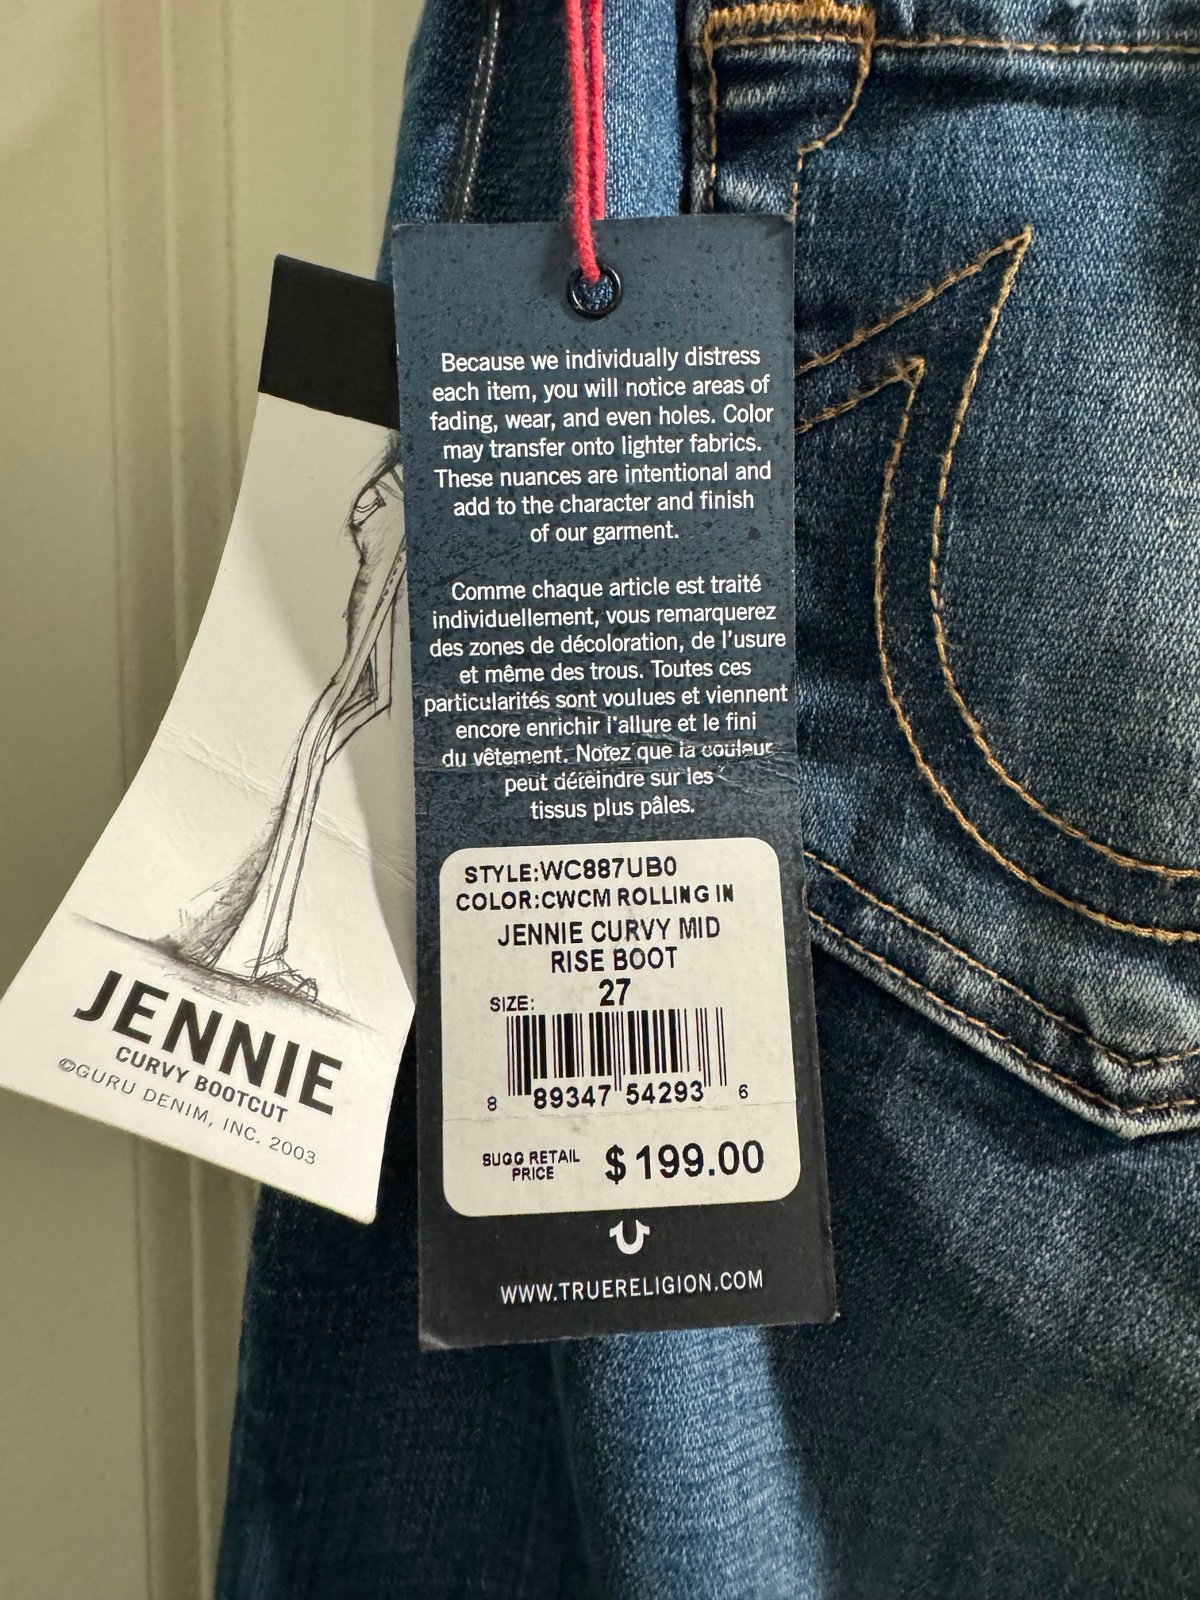 Because we individually distress
each item, you will notice areas of
fading, wear, and even holes. Color
may transfer onto lighter fabrics.
These nuances are intentional and
add to the character and finish
of our garment.
Comme chaque article est traité
individuellement, vous remarquerez
des zones de décoloration, de l'usure
et même des trous. Toutes ces
particularités sont voulues et viennent
encore enrichir l'allure et le fini
du vêtement. Notez que la couleur
peut déteindre sur les
tissus plus pâles.
STYLE:WC887UB0
COLOR:CWCM ROLLING IN
JENNIE CURVY MID
RISE BOOT
SIZE: 27
8 89347 54293 6
SUGG RETAIL
PRICE $199.00
WWW.TRUERELIGION.COM
JENNIE
CURVY BOOTCUT
©GURU DENIM, INC. 2003